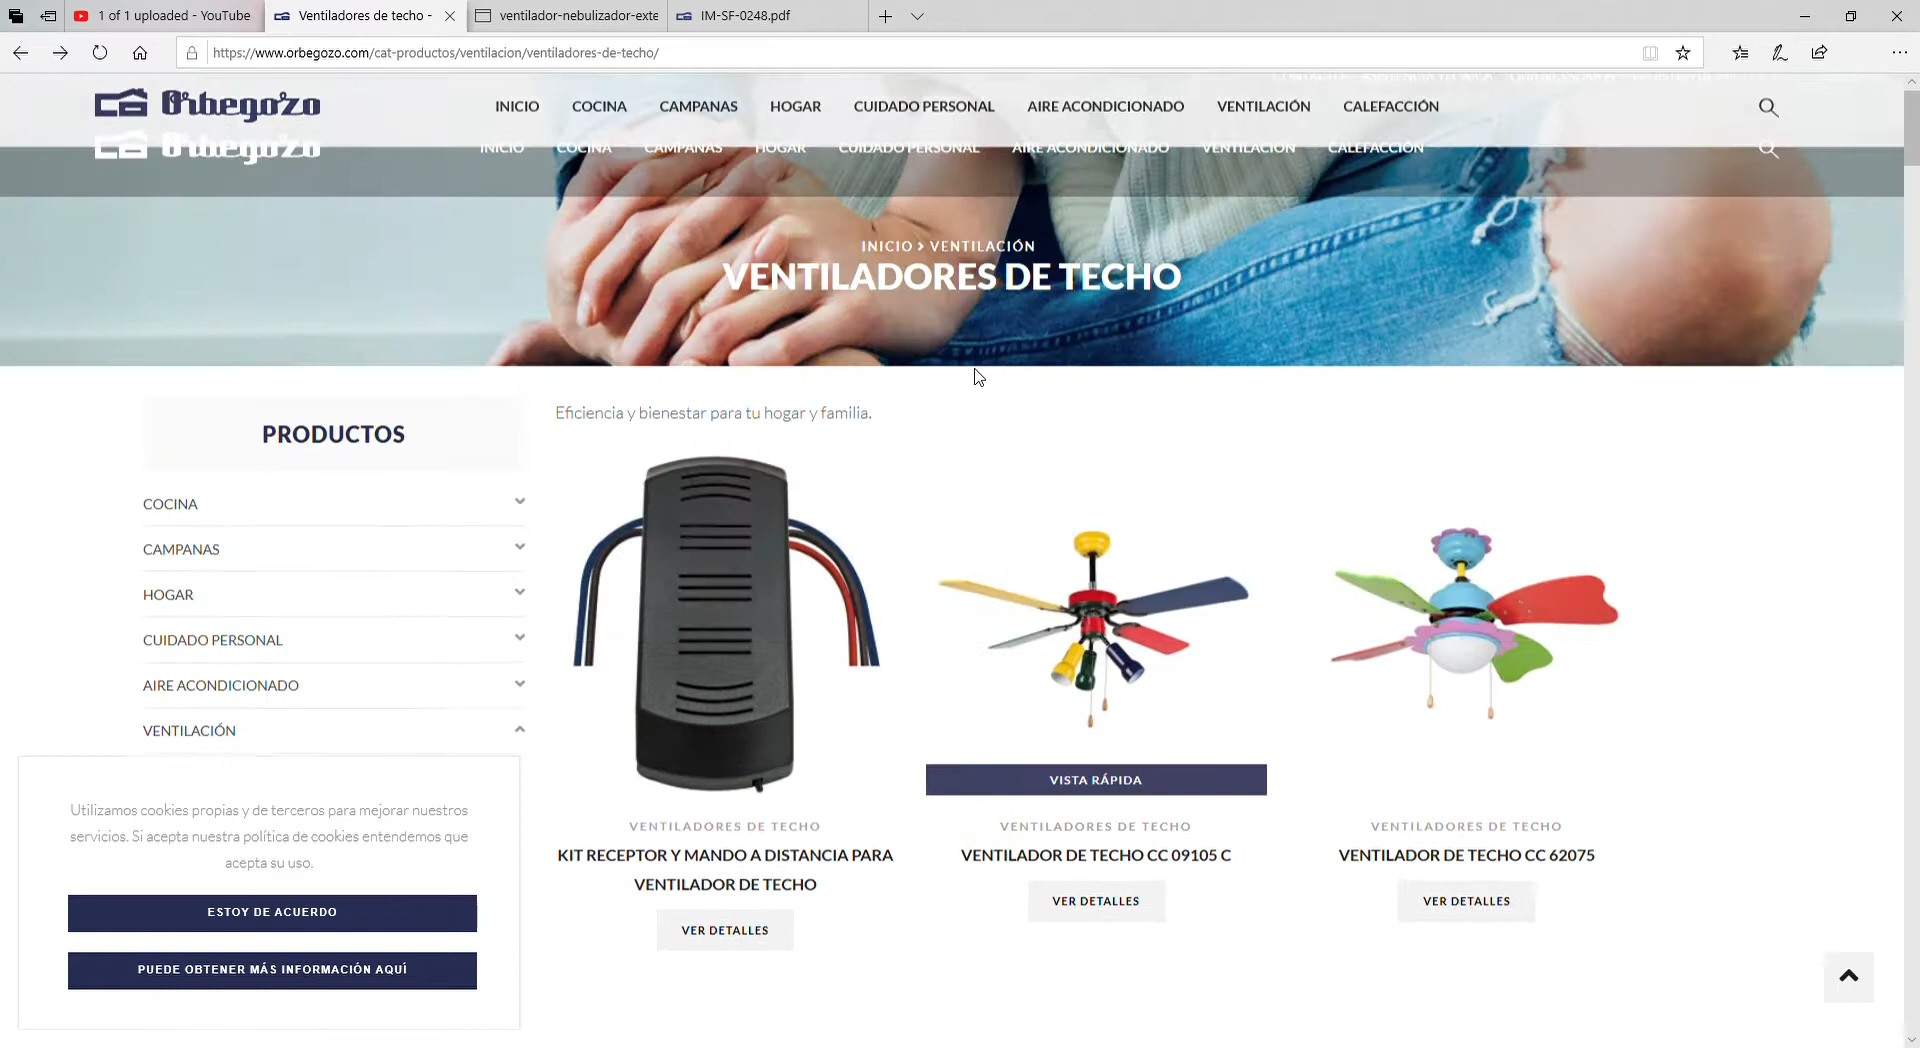 1 of 1 uploaded - YouTube
Ventiladores de techo -
ventilador-nebulizador-exte
IM-SF-0248.pdf
https://www.orbegozo.com/cat-productos/ventilacion/ventiladores-de-techo/
Orbegozo
INICIO COCINA CAMPANAS HOGAR CUIDADO PERSONAL AIRE ACONDICIONADO VENTILACIÓN CALEFACCIÓN
Orbegozo
INICIO COCINA CAMPANAS HOGAR CUIDADO PERSONAL AIRE ACONDICIONADO VENTILACIÓN CALEFACCIÓN
INICIO > VENTILACIÓN
VENTILADORES DE TECHO
PRODUCTOS
COCINA
CAMPANAS
HOGAR
CUIDADO PERSONAL
AIRE ACONDICIONADO
VENTILACIÓN
Eficiencia y bienestar para tu hogar y familia.
VISTA RÁPIDA
VENTILADORES DE TECHO
KIT RECEPTOR Y MANDO A DISTANCIA PARA
VENTILADOR DE TECHO
VER DETALLES
VENTILADORES DE TECHO
VENTILADOR DE TECHO CC 09105 C
VER DETALLES
VENTILADORES DE TECHO
VENTILADOR DE TECHO CC 62075
VER DETALLES
Utilizamos cookies propias y de terceros para mejorar nuestros
servicios. Si acepta nuestra política de cookies entendemos que
acepta su uso.
ESTOY DE ACUERDO
PUEDE OBTENER MÁS INFORMACIÓN AQUÍ